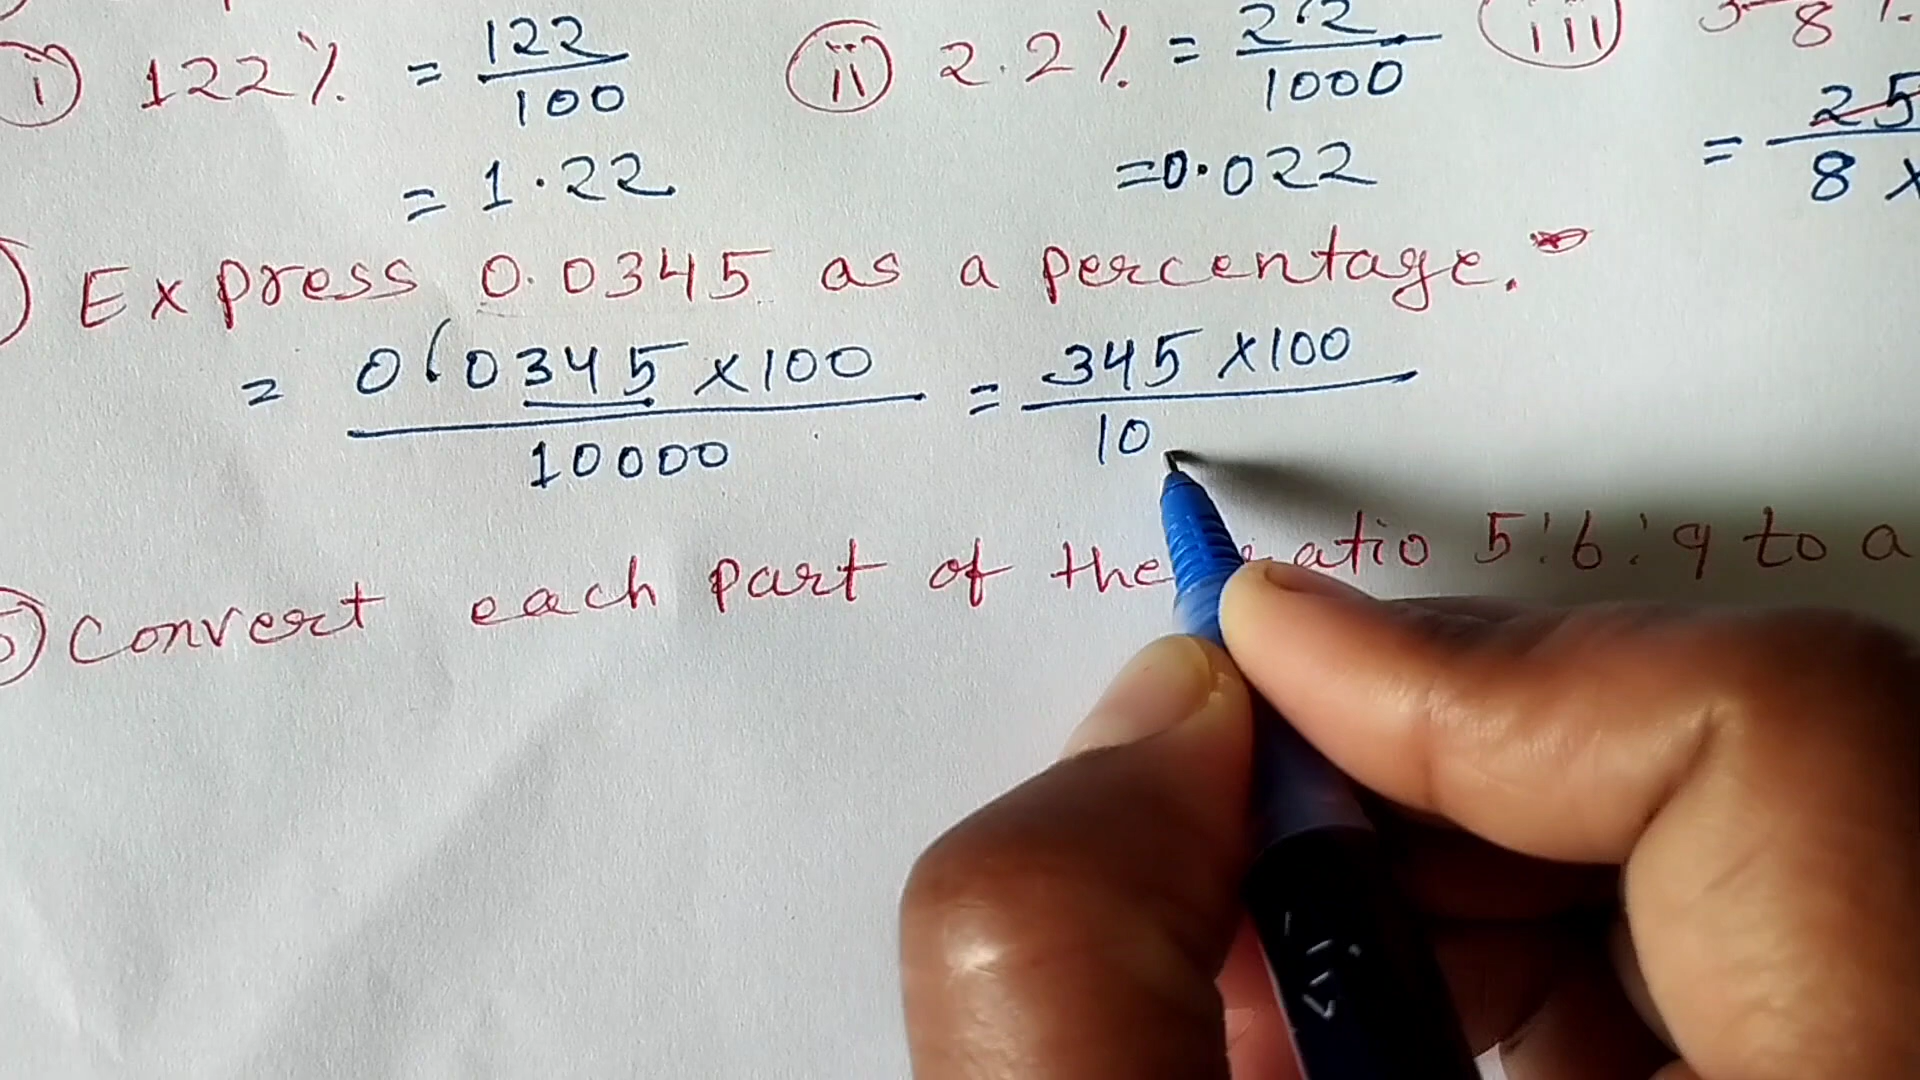 i) 122% = 122/100 ii) 2.2% = 22/1000 iii)
= 1.22 = 0.022 = 25/8 x
Express 0.0345 as a percentage.
= 0.0345 x 100/10000 = 345 x 100/10
Convert each part of the ratio 5:6:9 to a